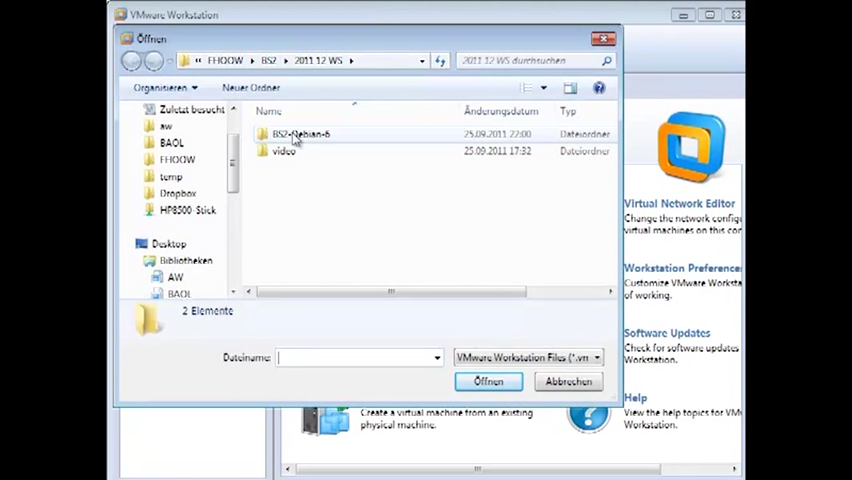 VMware Workstation
Öffnen
« FHOOW ▸ BS2 ▸ 2011 12 WS ▸
2011 12 WS durchsuchen
Organisieren
Neuer Ordner
Name
Änderungsdatum
Typ
BS2-Debian-6
25.09.2011 22:00
Dateiordner
video
25.09.2011 17:32
Dateiordner
Zuletzt besucht
aw
BAOL
FHOOW
temp
Dropbox
HP8500-Stick
Desktop
Bibliotheken
AW
BAOL
2 Elemente
Dateiname:
VMware Workstation Files (*.vm
Öffnen
Abbrechen
Virtual Network Editor
Change the network config
virtual machines on this con
Workstation Preference
Customize VMware Worksta
of working.
Software Updates
Check for software updates
Workstation.
Help
View the help topics for VM
Workstation.
Create a virtual machine from an existing
physical machine.